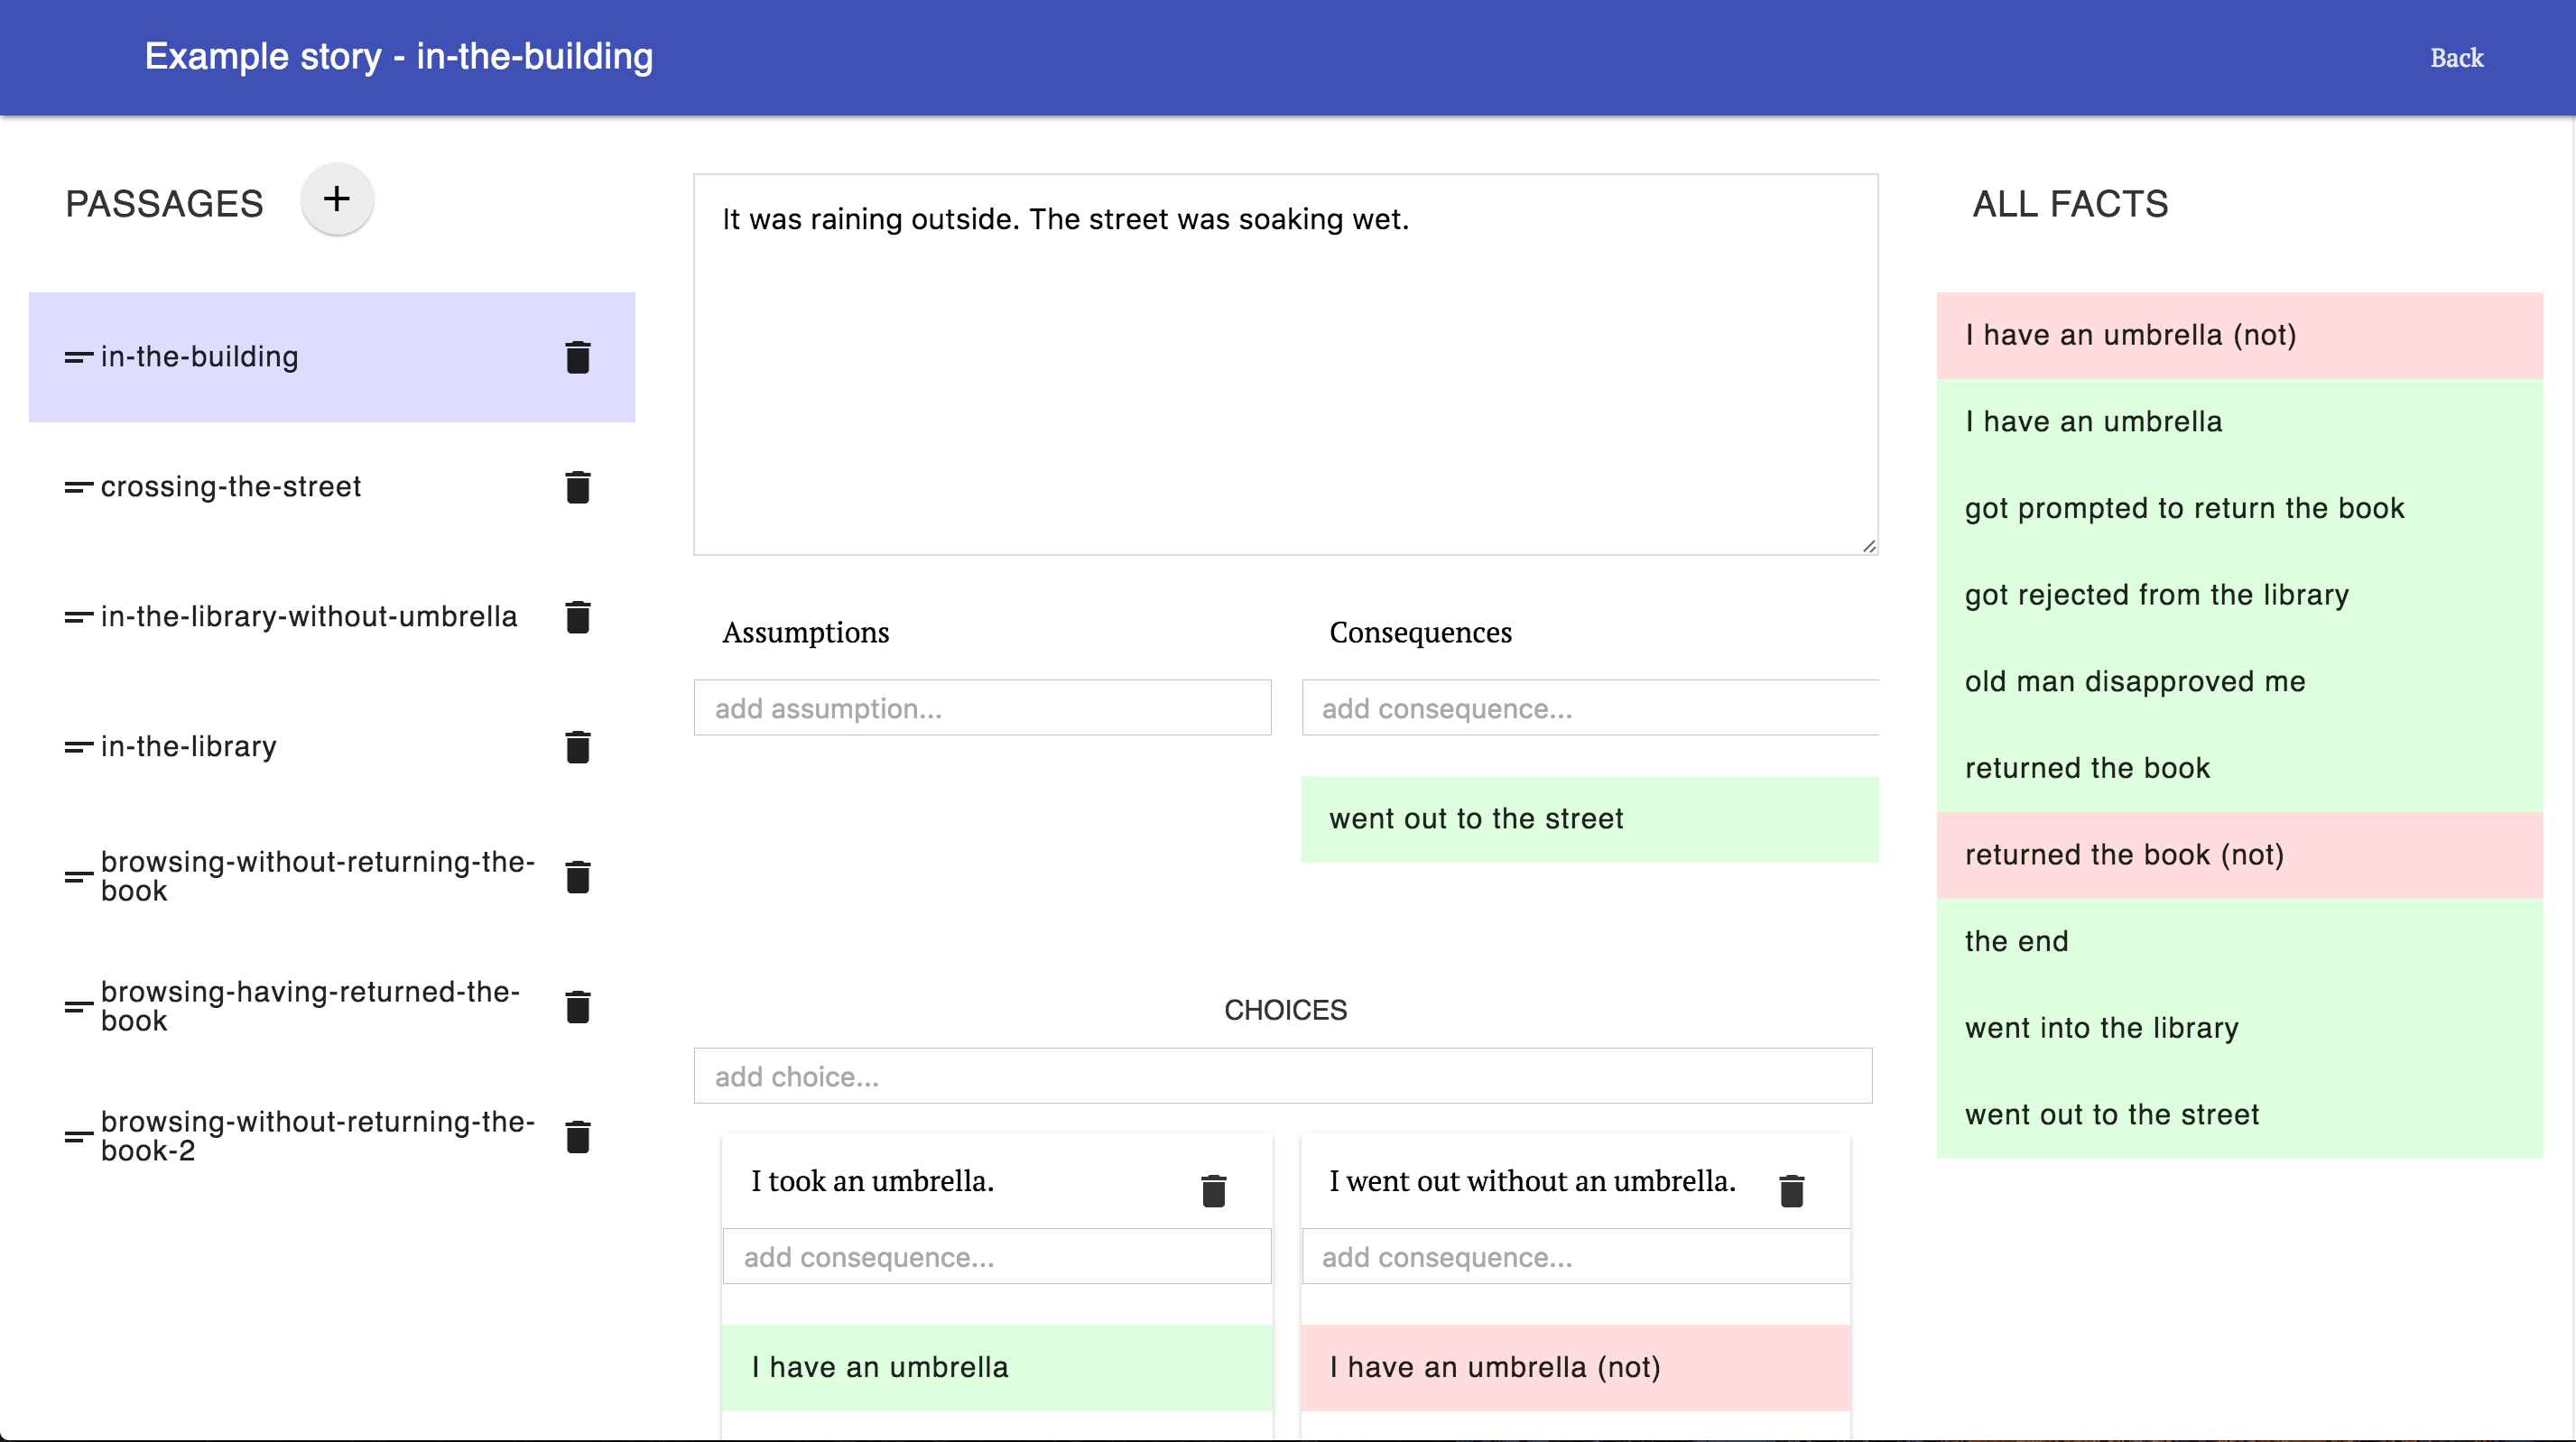 Example story - in-the-building
Back
PASSAGES
+
in-the-building
crossing-the-street
in-the-library-without-umbrella
in-the-library
browsing-without-returning-the-
book
browsing-having-returned-the-
book
browsing-without-returning-the-
book-2
It was raining outside. The street was soaking wet.
Assumptions
add assumption...
Consequences
add consequence...
went out to the street
CHOICES
add choice...
I took an umbrella.
add consequence...
I have an umbrella
I went out without an umbrella.
add consequence...
I have an umbrella (not)
ALL FACTS
I have an umbrella (not)
I have an umbrella
got prompted to return the book
got rejected from the library
old man disapproved me
returned the book
returned the book (not)
the end
went into the library
went out to the street